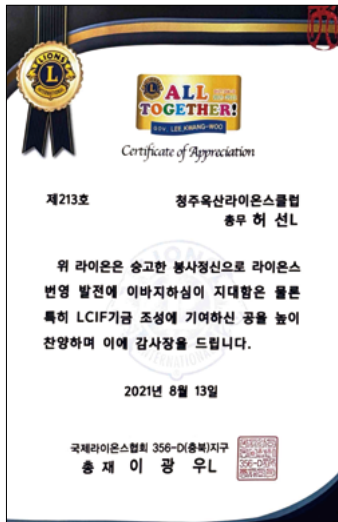 LIONS
L
INTERNATIONAL
ALL
TOGETHER!
GOV. LEE,KWANG-WOO
Certificate of Appreciation
제213호
청주옥산라이온스클럽
총무 허 선L
위 라이온은 숭고한 봉사정신으로 라이온스
번영 발전에 이바지하심이 지대함은 물론
특히 LCIF기금 조성에 기여하신 공을 높이
찬양하며 이에 감사장을 드립니다.
2021년 8월 13일
국제라이온스협회 356-D(충북)지구
총 재 이 광 우L